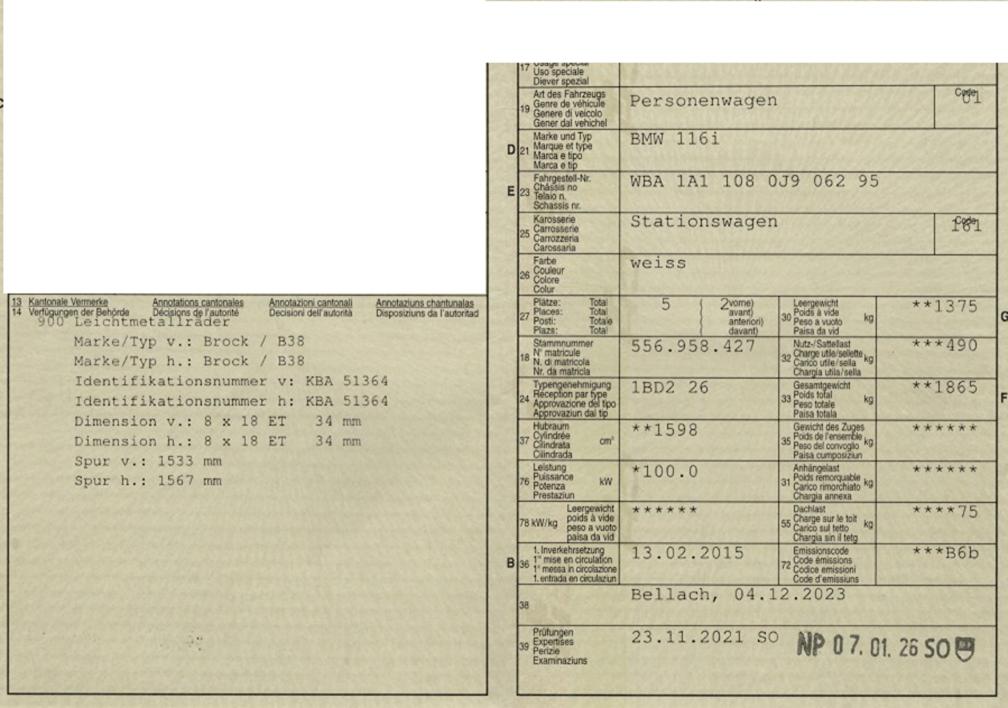 13 Kantonale Vermerke Annotations cantonales Annotazioni cantonali Annotaziuns chantunalas
14 Verfügungen der Behörde Décisions de l'autorité Decisioni dell'autorità Disposiziuns da l'autoritad
900 Leichtmetallräder
Marke/Typ v.: Brock / B38
Marke/Typ h.: Brock / B38
Identifikationsnummer v: KBA 51364
Identifikationsnummer h: KBA 51364
Dimension v.: 8 x 18 ET 34 mm
Dimension h.: 8 x 18 ET 34 mm
Spur v.: 1533 mm
Spur h.: 1567 mm
17
Uso speciale
Diever spezial
19 Art des Fahrzeugs
Genre de véhicule
Genere di veicolo
Gener dal vehichel
Personenwagen
Code 01
D 21 Marke und Typ
Marque et type
Marca e tipo
Marca e tip
BMW 116i
E 23 Fahrgestell-Nr.
Châssis no
Telaio n.
Schassis nr.
WBA 1A1 108 0J9 062 95
25 Karosserie
Carrosserie
Carrozzeria
Carossaria
Stationswagen
Code 161
26 Farbe
Couleur
Colore
Colur
weiss
27 Plätze: Total
Places: Total
Posti: Totale
Plazs: Total
5 ( 2 vorne)
( avant)
( anteriori)
( davant)
30 Leergewicht
Poids à vide
Peso a vuoto
Paisa da vid
kg **1375
G
18 Stammnummer
N° matricule
N. di matricola
Nr. da matricla
556.958.427
32 Nutz-/Sattellast
Charge utile/sellette
Carico utile/sella
Chargia utila/sella
kg ***490
24 Typengenehmigung
Réception par type
Approvazione del tipo
Approvaziun dal tip
1BD2 26
33 Gesamtgewicht
Poids total
Peso totale
Paisa totala
kg **1865
F
37 Hubraum
Cylindrée
Cilindrata
Cilindrada
cm³ **1598
35 Gewicht des Zuges
Poids de l'ensemble
Peso del convoglio
Paisa cumposiziun
kg ******
76 Leistung
Puissance
Potenza
Prestaziun
kW *100.0
31 Anhängelast
Poids remorquable
Carico rimorchiato
Chargia annexa
kg ******
78 kW/kg Leergewicht
poids à vide
peso a vuoto
paisa da vid
******
55 Dachlast
Charge sur le toit
Carico sul tetto
Chargia sin il tetg
kg ****75
B 36 1. Inverkehrsetzung
1re mise en circulation
1a messa in circolazione
1. entrada en circulaziun
13.02.2015
72 Emissionscode
Code émissions
Codice emissioni
Code d'emissiuns
***B6b
38 Bellach, 04.12.2023
39 Prüfungen
Expertises
Perizie
Examinaziuns
23.11.2021 SO NP 07. 01. 26 SO